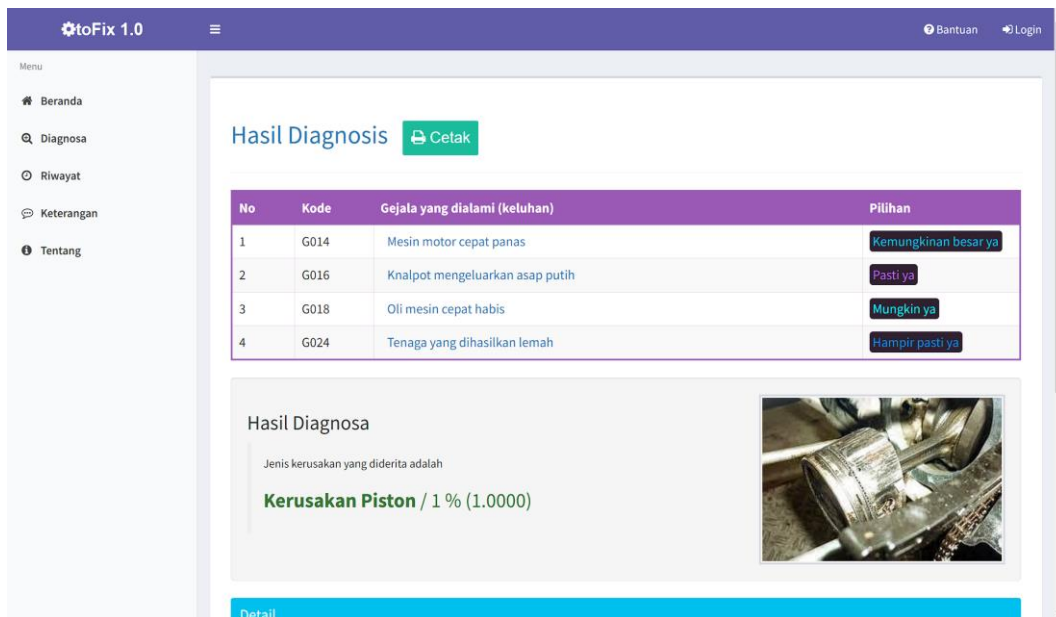 toFix 1.0
Bantuan Login
Menu
Beranda
Diagnosa
Riwayat
Keterangan
Tentang
Hasil Diagnosis Cetak
No Kode Gejala yang dialami (keluhan) Pilihan
1 G014 Mesin motor cepat panas Kemungkinan besar ya
2 G016 Knalpot mengeluarkan asap putih Pasti ya
3 G018 Oli mesin cepat habis Mungkin ya
4 G024 Tenaga yang dihasilkan lemah Hampir pasti ya
Hasil Diagnosa
Jenis kerusakan yang diderita adalah
Kerusakan Piston / 1 % (1.0000)
Detail